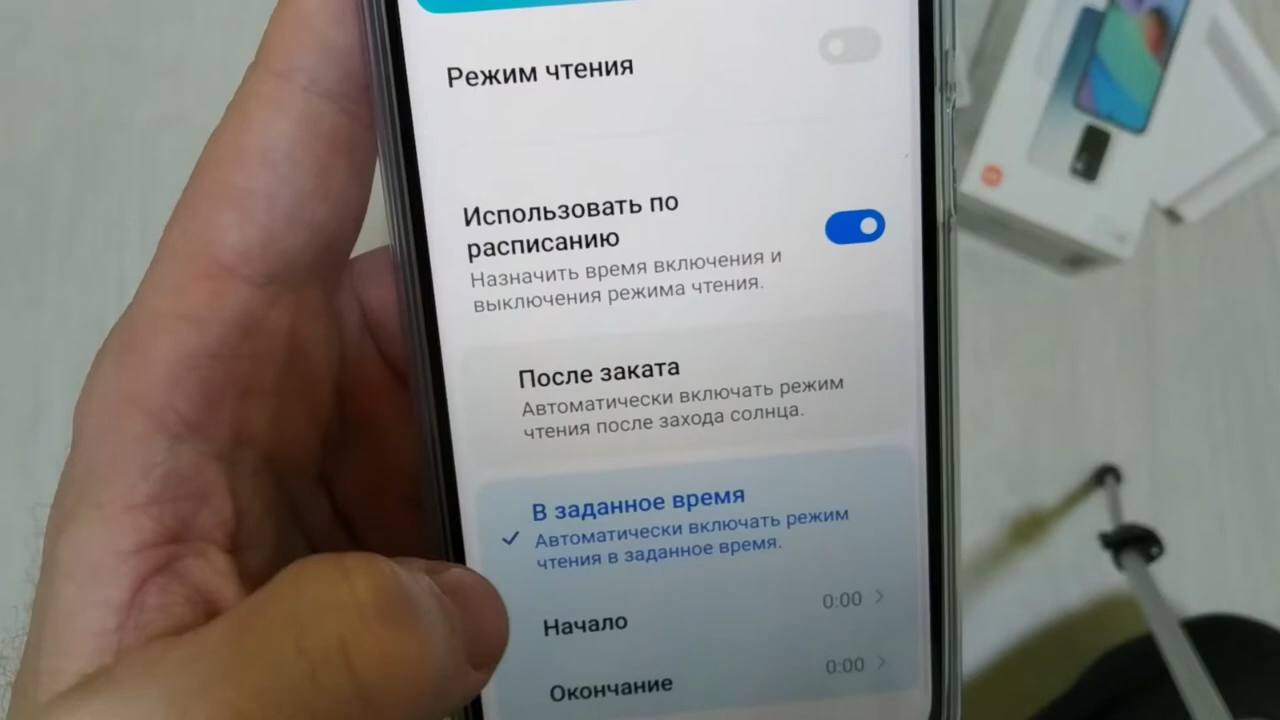 Режим чтения
Использовать по
расписанию
Назначить время включения и
выключения режима чтения.
После заката
Автоматически включать режим
чтения после захода солнца.
В заданное время
Автоматически включать режим
чтения в заданное время.
Начало 0:00
Окончание 0:00